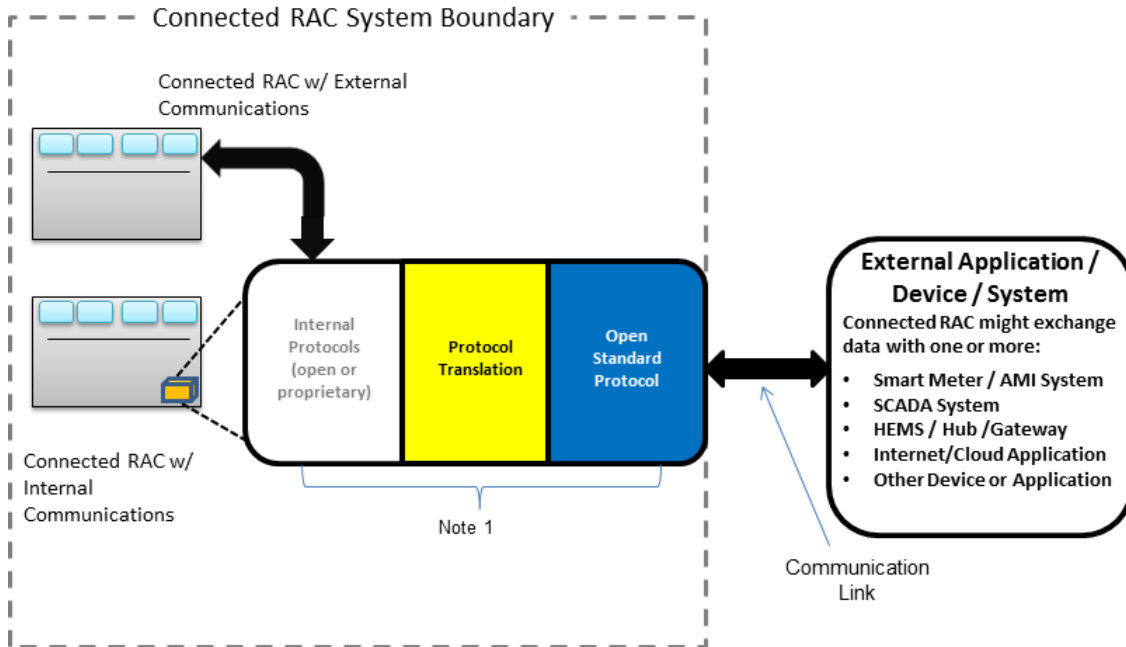 Connected RAC System Boundary
Connected RAC w/ External
Communications
Connected RAC w/
Internal
Communications
Internal
Protocols
(open or
proprietary)
Protocol
Translation
Open
Standard
Protocol
Note 1
External Application /
Device / System
Connected RAC might exchange
data with one or more:
• Smart Meter / AMI System
• SCADA System
• HEMS / Hub /Gateway
• Internet/Cloud Application
• Other Device or Application
Communication
Link